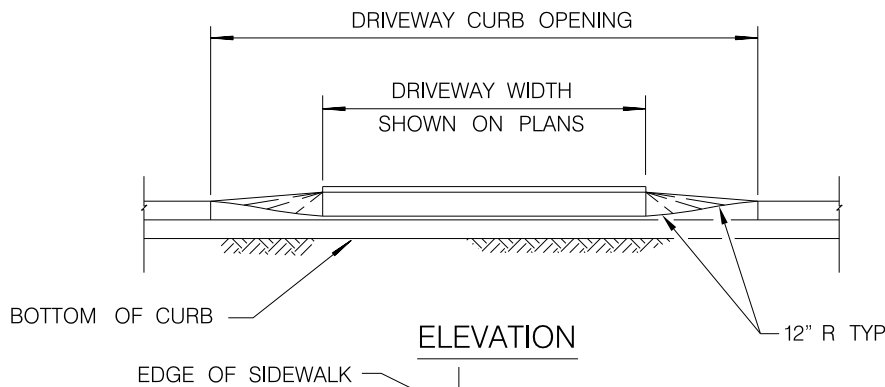 DRIVEWAY CURB OPENING
DRIVEWAY WIDTH
SHOWN ON PLANS
BOTTOM OF CURB
12" R TYP
ELEVATION
EDGE OF SIDEWALK